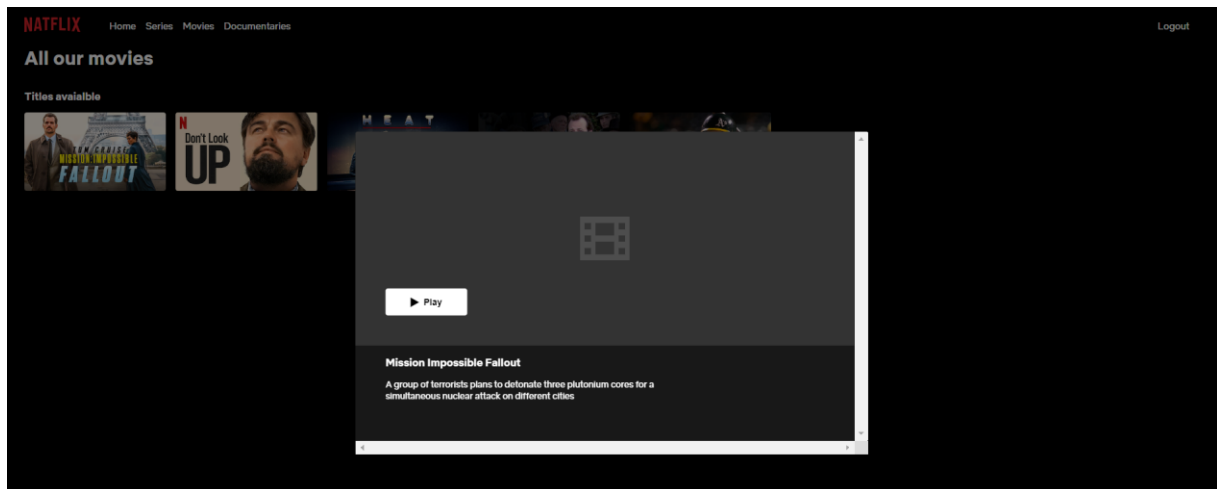 NATFLIX Home Series Movies Documentaries Logout
All our movies
Titles avaialble
TOM CRUISE
MISSION IMPOSSIBLE
FALLOUT
N
Don't Look
UP
HEAT
Play
Mission Impossible Fallout
A group of terrorists plans to detonate three plutonium cores for a
simultaneous nuclear attack on different cities